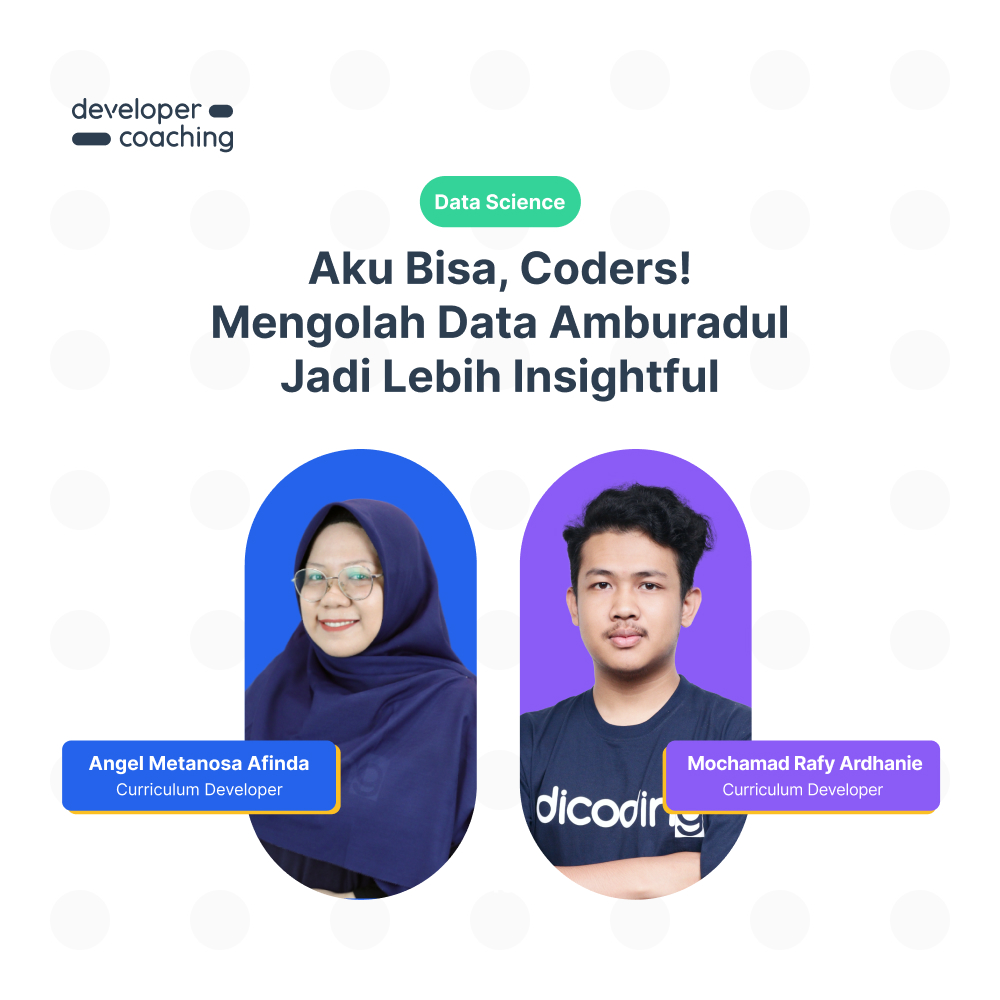 developer
coaching
Data Science
Aku Bisa, Coders!
Mengolah Data Amburadul
Jadi Lebih Insightful
Angel Metanosa Afinda
Curriculum Developer
Mochamad Rafy Ardhanie
Curriculum Developer
dicoding